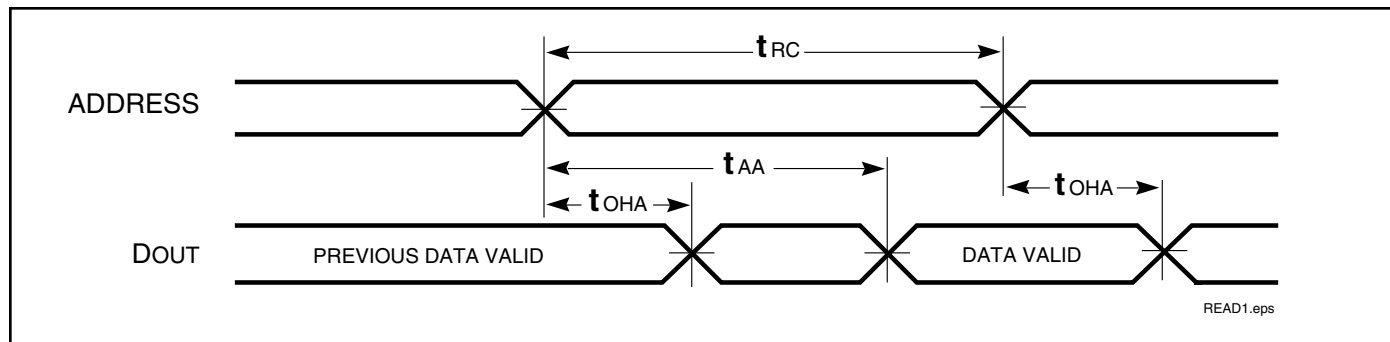 tRC
ADDRESS
tAA
tOHA
tOHA
DOUT
PREVIOUS DATA VALID
DATA VALID
READ1.eps